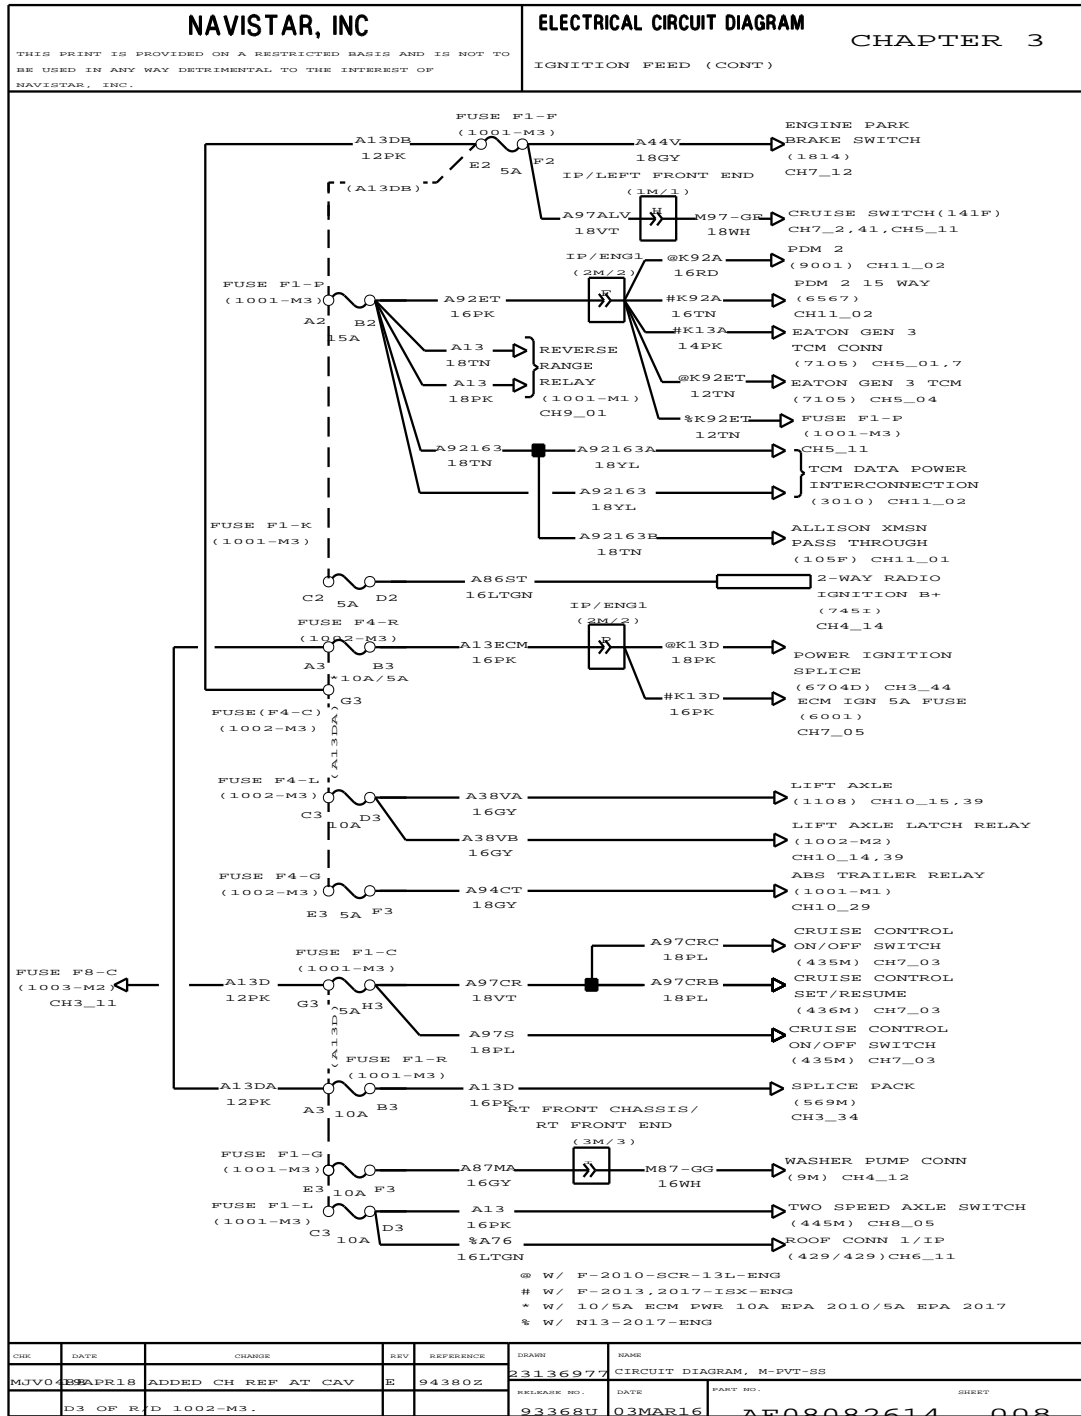 NAVISTAR, INC
THIS PRINT IS PROVIDED ON A RESTRICTED BASIS AND IS NOT TO
BE USED IN ANY WAY DETRIMENTAL TO THE INTEREST OF
NAVISTAR, INC.
ELECTRICAL CIRCUIT DIAGRAM
CHAPTER 3
IGNITION FEED (CONT)
FUSE F1-F
(1001-M3)
A13DB
12PK
E2
5A
F2
A44V
18GY
ENGINE PARK
BRAKE SWITCH
(1814)
CH7_12
(A13DB)
IP/LEFT FRONT END
(1M/1)
A97ALV
18VT
H
M97-GF
18WH
CRUISE SWITCH(141F)
CH7_2,41,CH5_11
IP/ENG1
(2M/2)
@K92A
16RD
PDM 2
(9001) CH11_02
FUSE F1-P
(1001-M3)
A2
15A
B2
A92ET
16PK
#K92A
16TN
PDM 2 15 WAY
(6567)
CH11_02
#K13A
14PK
EATON GEN 3
TCM CONN
(7105) CH5_01,7
A13
18TN
A13
18PK
REVERSE
RANGE
RELAY
(1001-M1)
CH9_01
@K92ET
12TN
EATON GEN 3 TCM
(7105) CH5_04
%K92ET
12TN
FUSE F1-P
(1001-M3)
CH5_11
A92163
18TN
A92163A
18YL
TCM DATA POWER
INTERCONNECTION
(3010) CH11_02
A92163
18YL
A92163B
18TN
ALLISON XMSN
PASS THROUGH
(105F) CH11_01
FUSE F1-K
(1001-M3)
C2
5A
D2
A86ST
16LTGN
2-WAY RADIO
IGNITION B+
(745I)
CH4_14
FUSE F4-R
(1002-M3)
A3
B3
*10A/5A
A13ECM
16PK
IP/ENG1
(2M/2)
@K13D
18PK
POWER IGNITION
SPLICE
(6704D) CH3_44
#K13D
16PK
ECM IGN 5A FUSE
(6001)
CH7_05
G3
FUSE(F4-C)
(1002-M3)
(A13DA)
FUSE F4-L
(1002-M3)
C3
10A
D3
A38VA
16GY
LIFT AXLE
(1108) CH10_15,39
A38VB
16GY
LIFT AXLE LATCH RELAY
(1002-M2)
CH10_14,39
FUSE F4-G
(1002-M3)
E3
5A
F3
A94CT
18GY
ABS TRAILER RELAY
(1001-M1)
CH10_29
FUSE F8-C
(1003-M2)
CH3_11
A13D
12PK
FUSE F1-C
(1001-M3)
G3
5A
H3
A97CR
18VT
A97CRC
18PL
CRUISE CONTROL
ON/OFF SWITCH
(435M) CH7_03
A97CRB
18PL
CRUISE CONTROL
SET/RESUME
(436M) CH7_03
A97S
18PL
CRUISE CONTROL
ON/OFF SWITCH
(435M) CH7_03
(A13D)
FUSE F1-R
(1001-M3)
A13DA
12PK
A3
10A
B3
A13D
16PK
SPLICE PACK
(569M)
CH3_34
RT FRONT CHASSIS/
RT FRONT END
(3M/3)
FUSE F1-G
(1001-M3)
E3
10A
F3
A87MA
16GY
M87-GG
16WH
WASHER PUMP CONN
(9M) CH4_12
FUSE F1-L
(1001-M3)
C3
10A
D3
A13
16PK
TWO SPEED AXLE SWITCH
(445M) CH8_05
%A76
16LTGN
ROOF CONN 1/IP
(429/429)CH6_11
@ W/ F-2010-SCR-13L-ENG
# W/ F-2013,2017-ISX-ENG
* W/ 10/5A ECM PWR 10A EPA 2010/5A EPA 2017
% W/ N13-2017-ENG
CHK DATE CHANGE REV REFERENCE
ADDED CH REF AT CAV E 94380Z
D3 OF R/D 1002-M3.
DRAWN
23136977
NAME
CIRCUIT DIAGRAM, M-PVT-SS
RELEASE NO.
93368U
DATE
03MAR16
PART NO.
AF08082614
SHEET
008